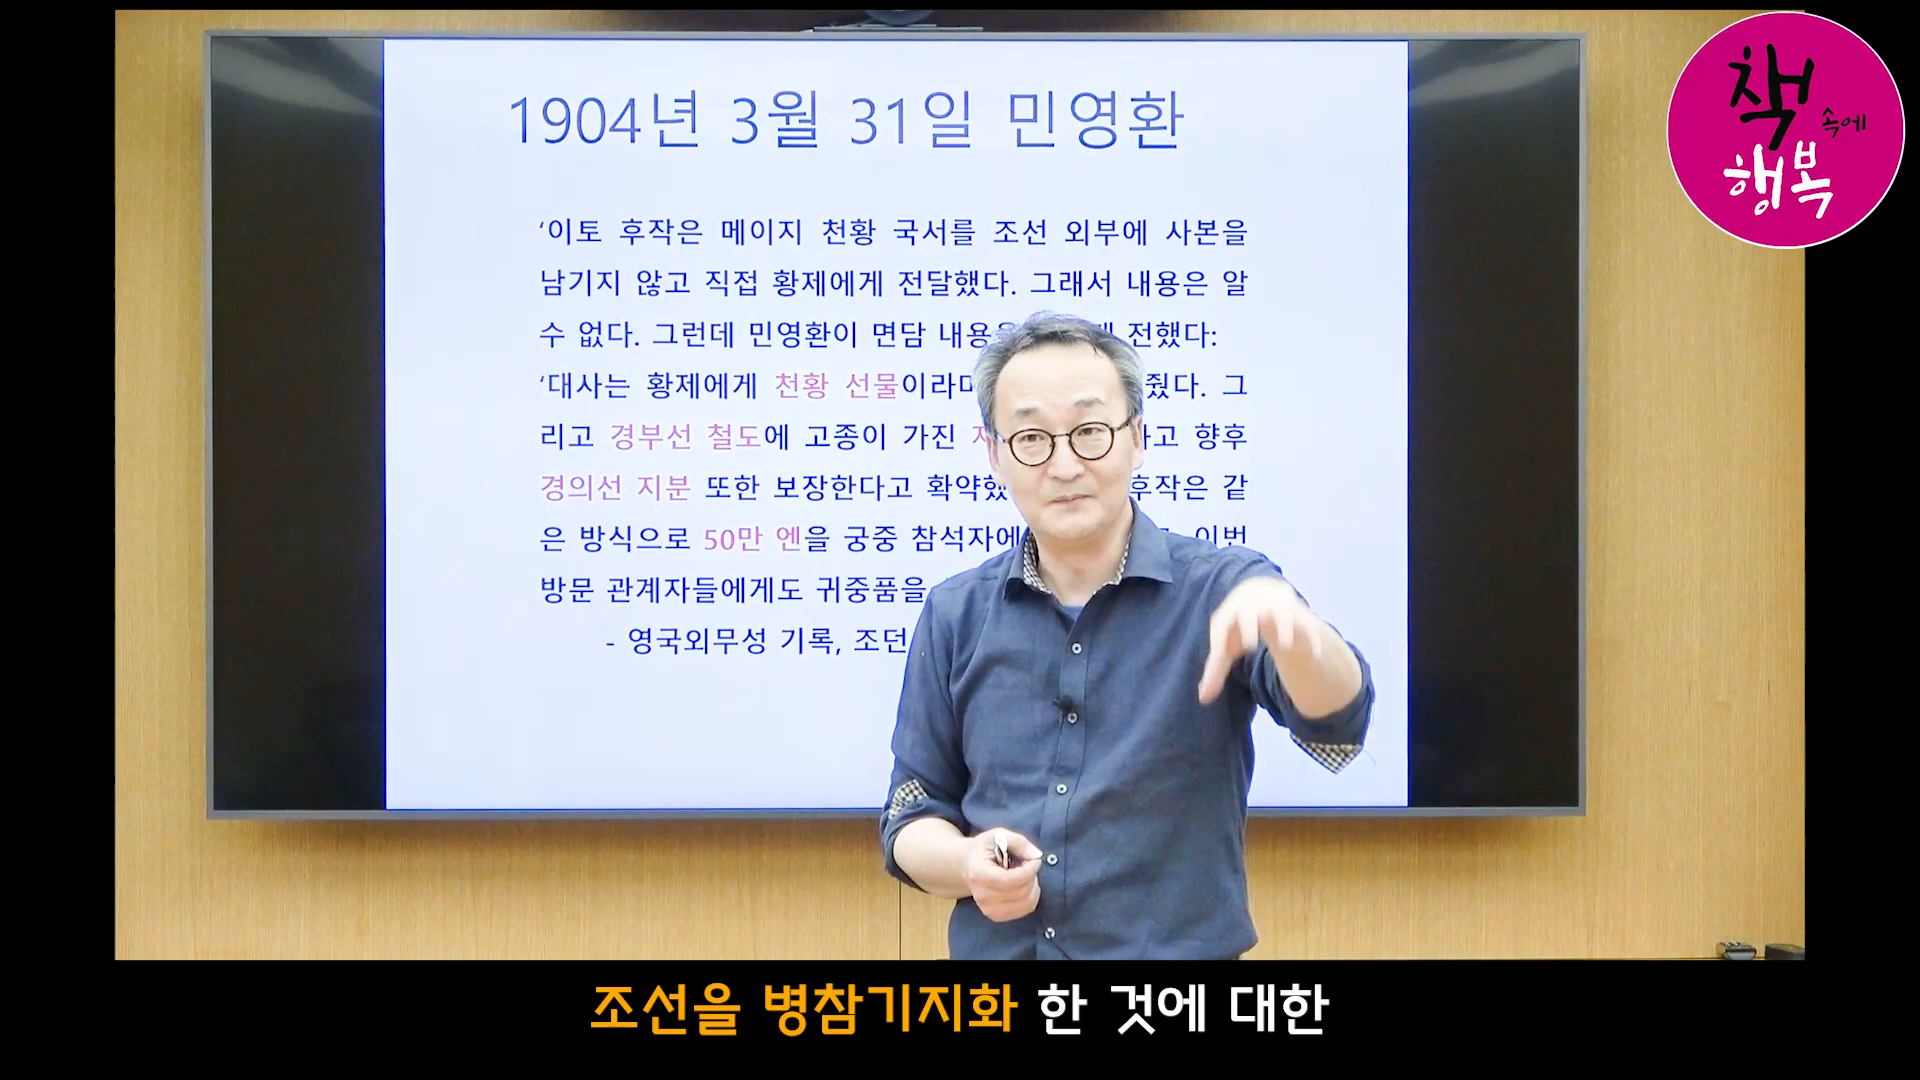 1904년 3월 31일 민영환
‘이토 후작은 메이지 천황 국서를 조선 외부에 사본을
남기지 않고 직접 황제에게 전달했다. 그래서 내용은 알
수 없다. 그런데 민영환이 면담 내용을 전했다:
‘대사는 황제에게 천황 선물이라며 줬다. 그
리고 경부선 철도에 고종이 가진 하고 향후
경의선 지분 또한 보장한다고 확약했 후작은 같
은 방식으로 50만 엔을 궁중 참석자에 이번
방문 관계자들에게도 귀중품을
- 영국외무성 기록, 조던
책
속에
행복
조선을 병참기지화 한 것에 대한